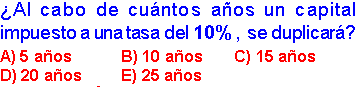 ¿Al cabo de cuántos años un capital
impuesto a una tasa del 10% , se duplicará?
A) 5 años B) 10 años C) 15 años
D) 20 años E) 25 años